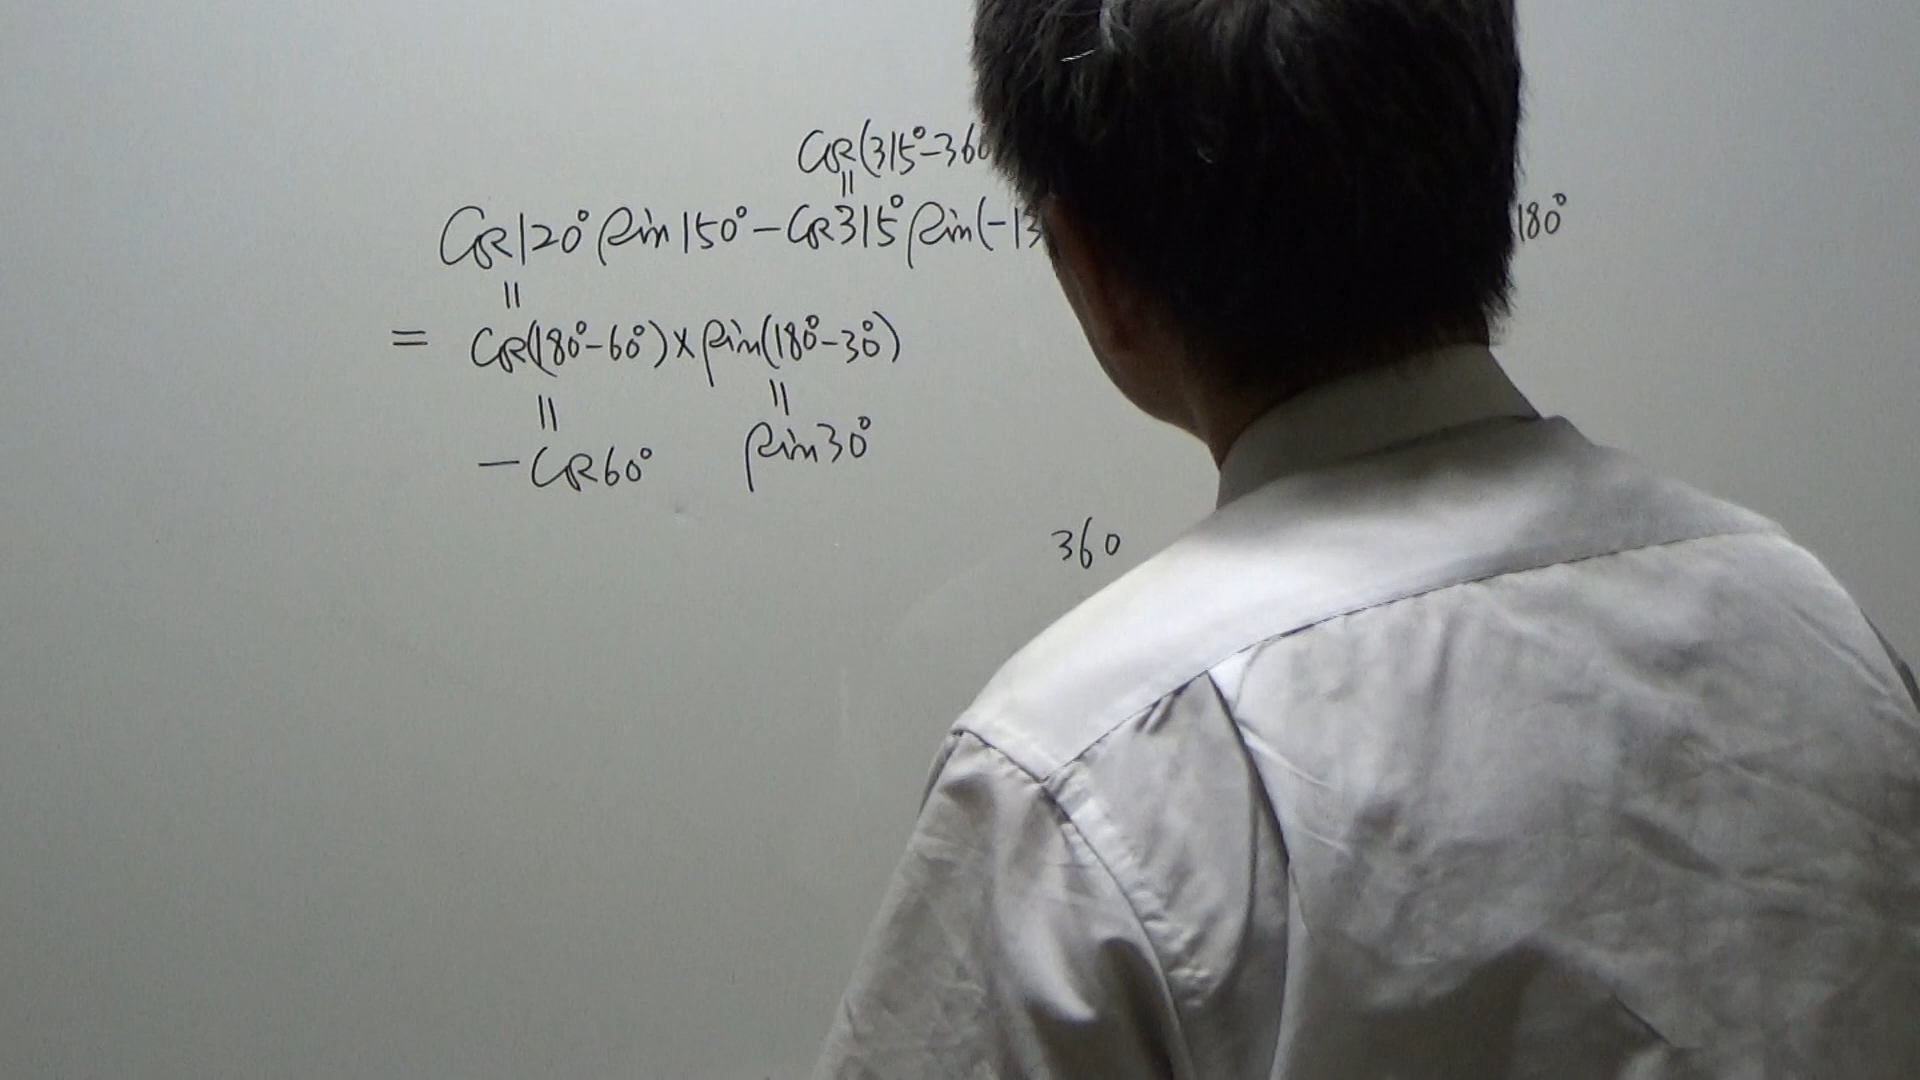 cos(315°-360
cos120°sin150°-cos315°sin(-13 180°
||
= cos(180°-60°)×sin(180°-30°)
|| ||
-cos60° sin30°
360